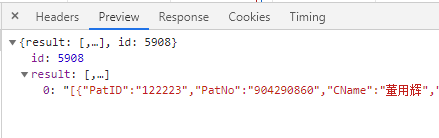 Headers Preview Response Cookies Timing
{result: [,…], id: 5908}
id: 5908
result: [,…]
0: "[{"PatID":"122223","PatNo":"904290860","CName":"董用辉","